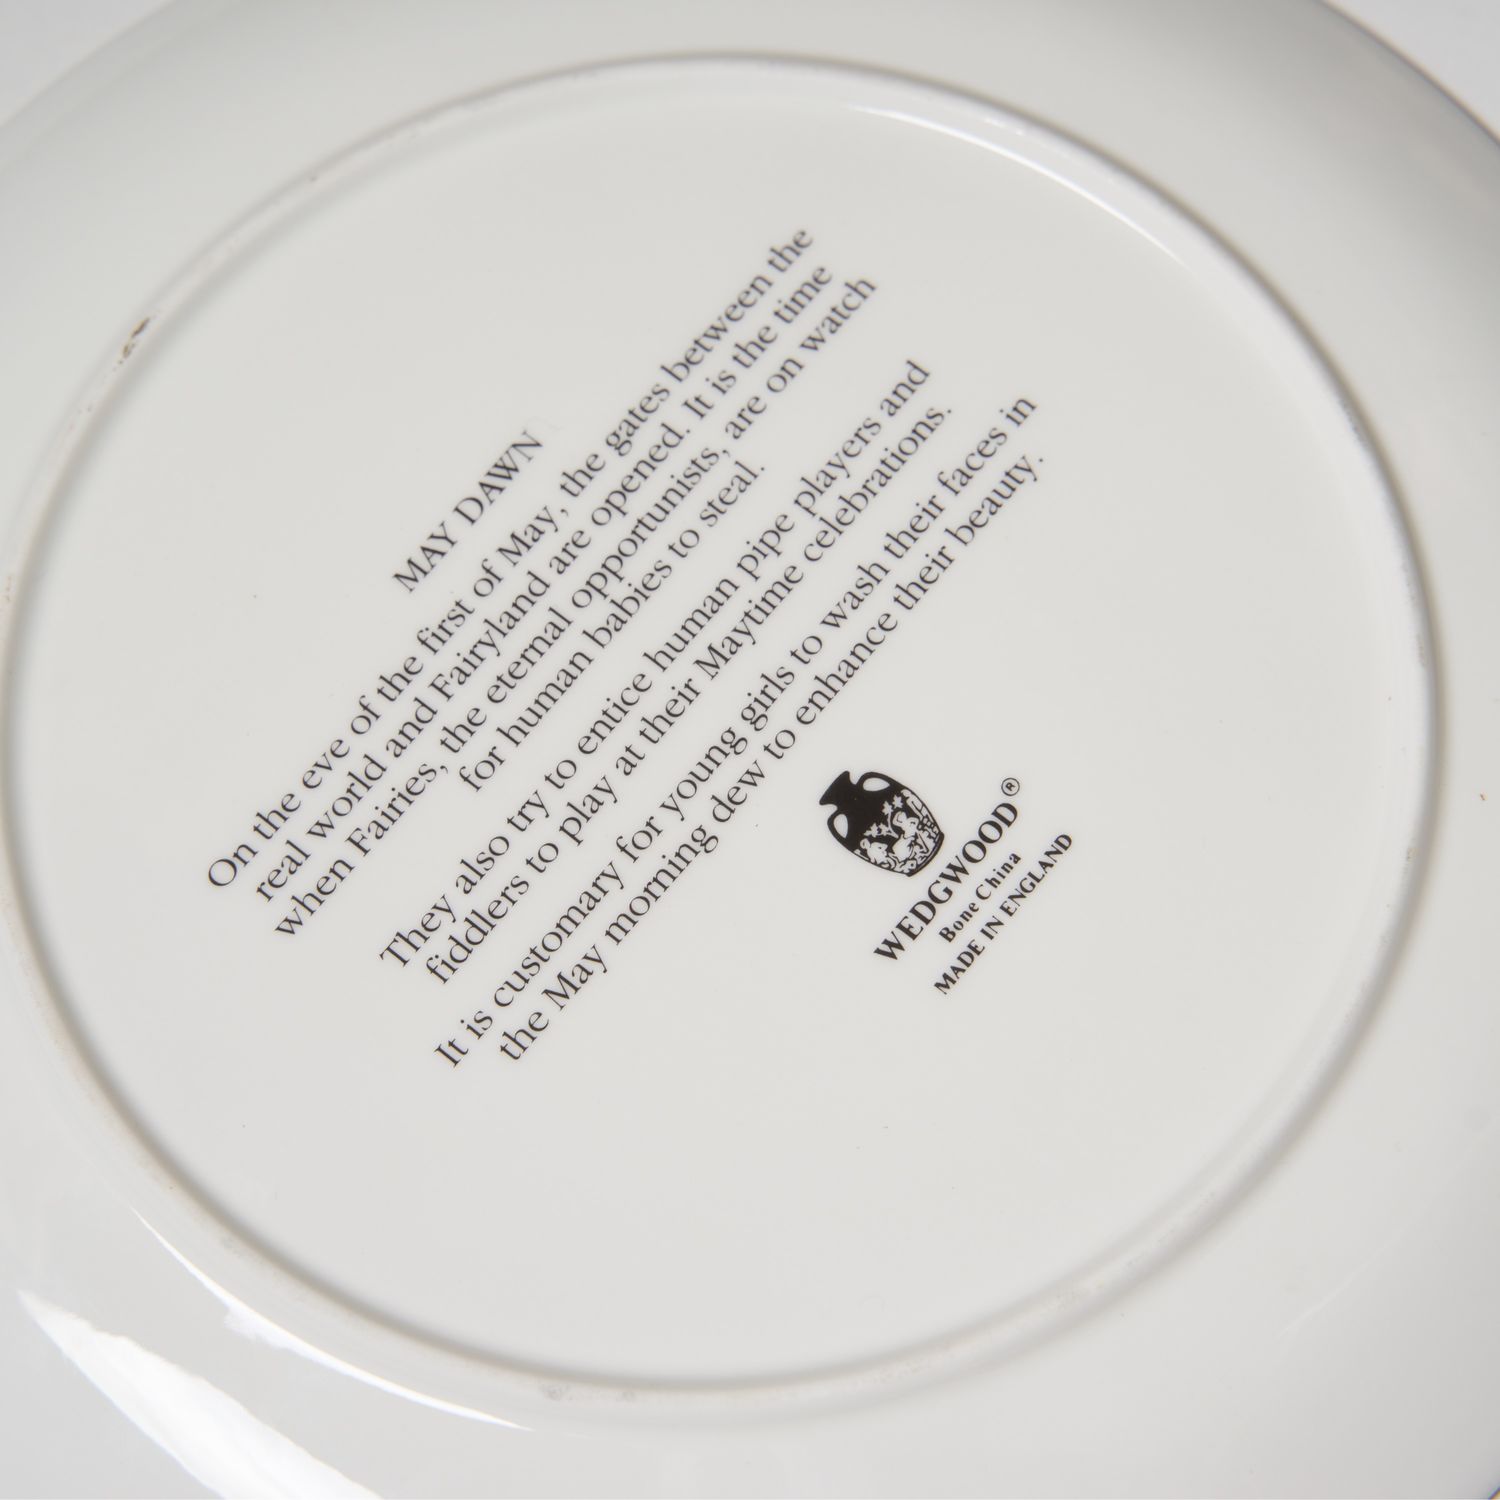 MAY DAWN
On the eve of the first of May, the gates between the
real world and Fairyland are opened. It is the time
when Fairies, the eternal opportunists, are on watch
for human babies to steal.
They also try to entice human pipe players and
fiddlers to play at their Maytime celebrations.
It is customary for young girls to wash their faces in
the May morning dew to enhance their beauty.
WEDGWOOD®
Bone China
MADE IN ENGLAND